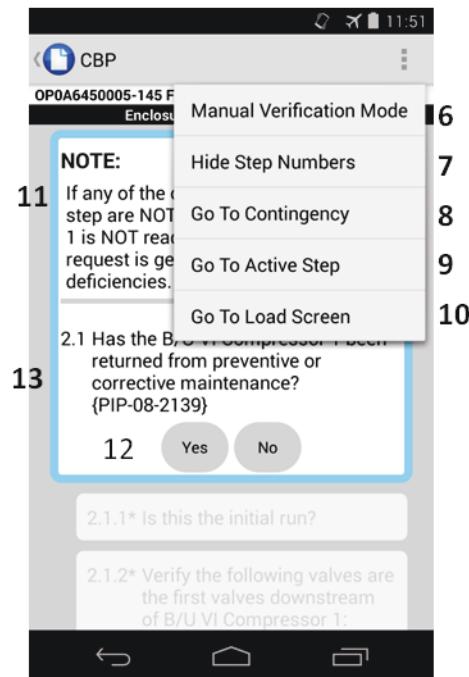 11:51
CBP
OP0A6450005-145 F
Enclosu
Manual Verification Mode 6
Hide Step Numbers 7
Go To Contingency 8
Go To Active Step 9
Go To Load Screen 10
11
NOTE:
If any of the
step are NOT
1 is NOT rea
request is ge
deficiencies.
13
2.1 Has the B/U VI Compressor 1 been
returned from preventive or
corrective maintenance?
{PIP-08-2139}
12 Yes No
2.1.1* Is this the initial run?
2.1.2* Verify the following valves are
the first valves downstream
of B/U VI Compressor 1: